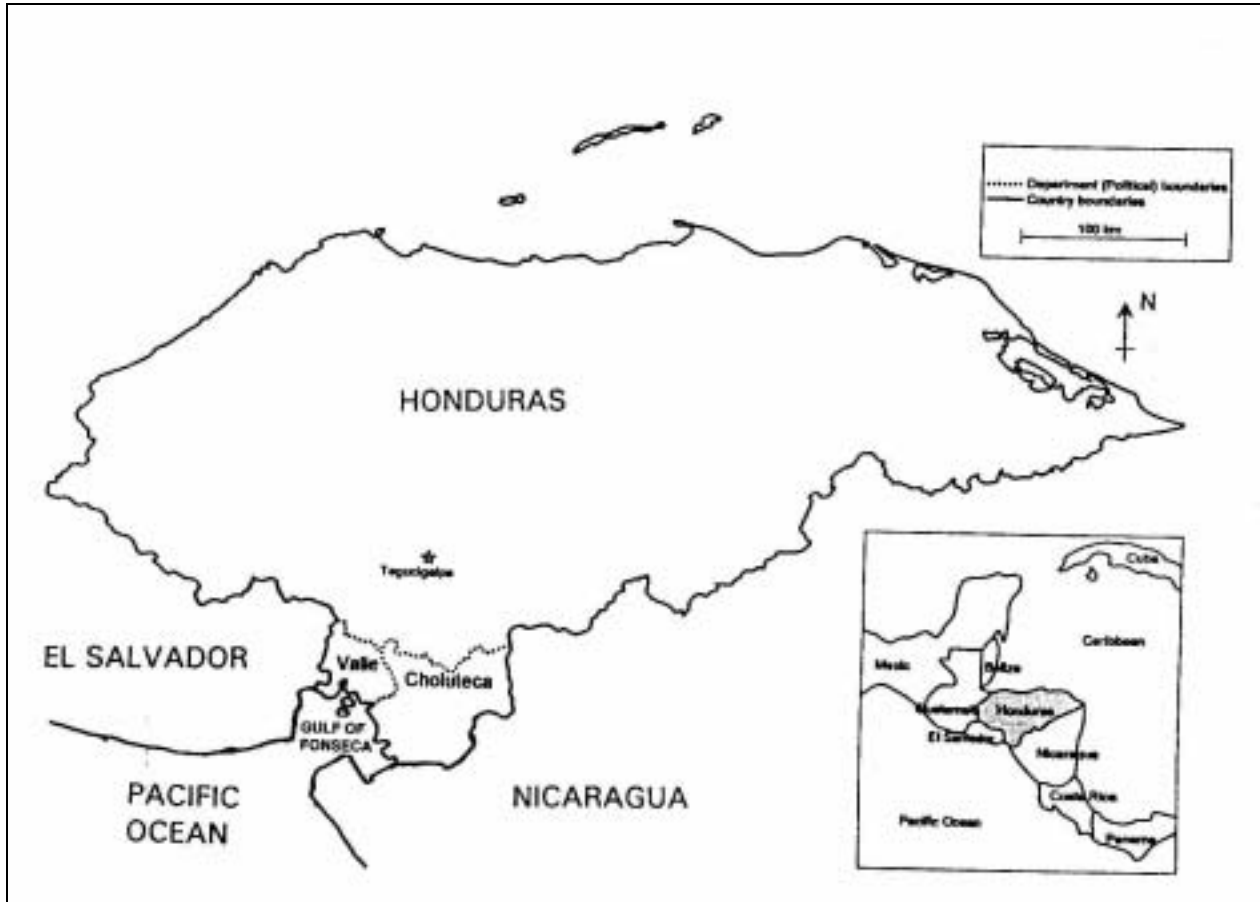 Department (Political) boundaries
Country boundaries
100 km
N
HONDURAS
Tegucigalpa
EL SALVADOR
Valle
Choluteca
GULF OF
FONSECA
PACIFIC
OCEAN
NICARAGUA
Cuba
Caribbean
Mexic
Belize
Guatemala
Honduras
El Salvador
Nicaragua
Costa Rica
Pacific Ocean
Panama